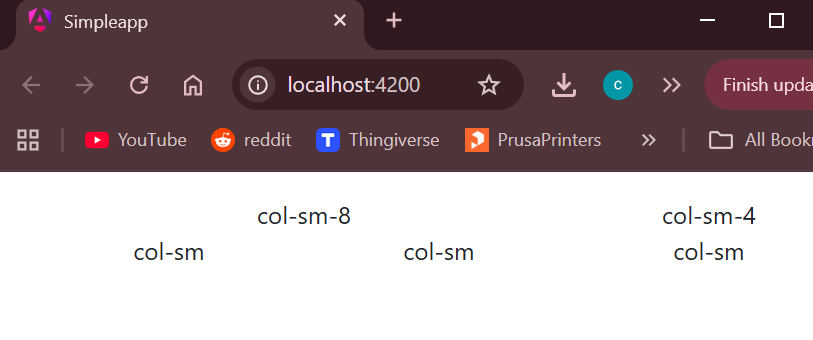 Simpleapp
localhost:4200
c
Finish upda
YouTube reddit Thingiverse PrusaPrinters All Book
col-sm-8 col-sm-4
col-sm col-sm col-sm